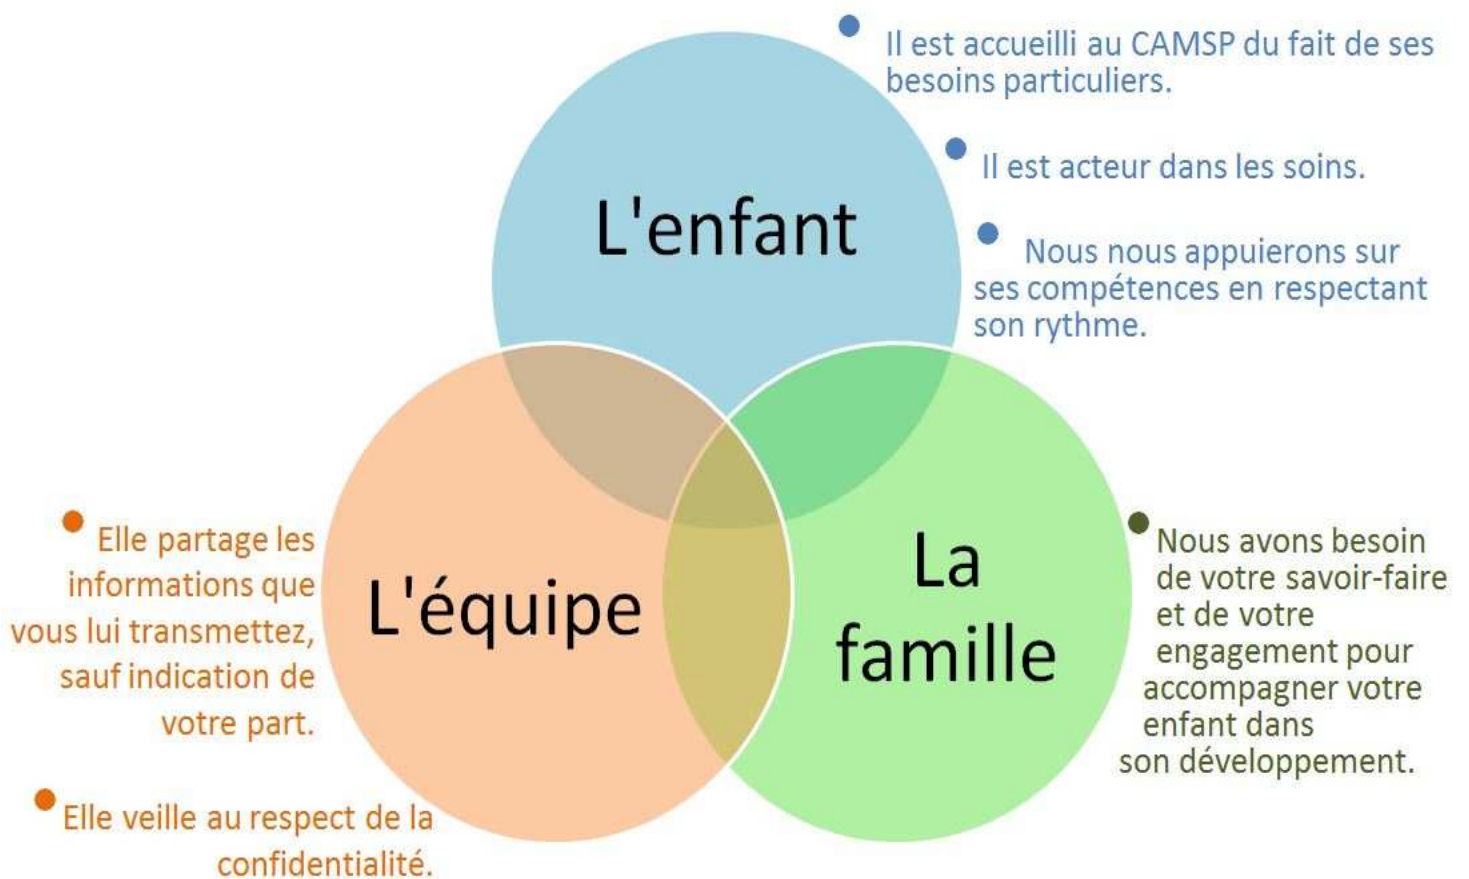 Il est accueilli au CAMSP du fait de ses
besoins particuliers.
Il est acteur dans les soins.
Nous nous appuierons sur
ses compétences en respectant
son rythme.
L'enfant
L'équipe
La
famille
Elle partage les
informations que
vous lui transmettez,
sauf indication de
votre part.
Elle veille au respect de la
confidentialité.
Nous avons besoin
de votre savoir-faire
et de votre
engagement pour
accompagner votre
enfant dans
son développement.